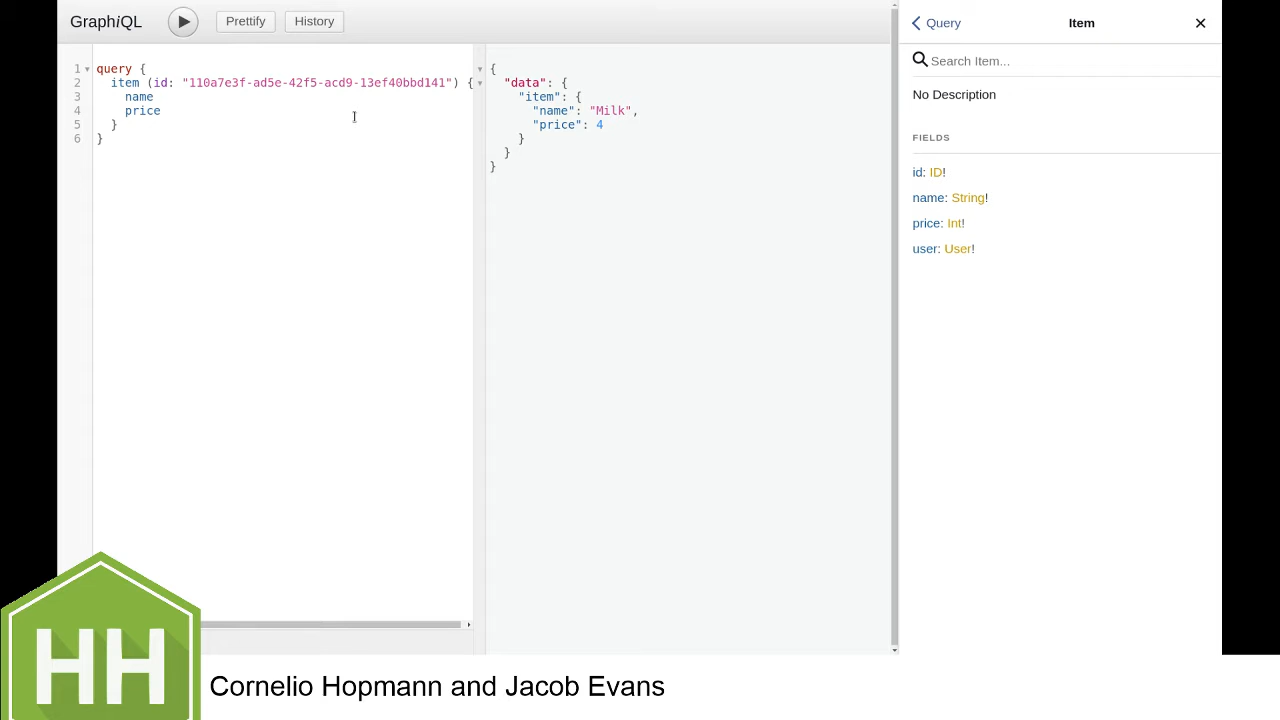 GraphiQL
Prettify
History
1 query {
2 item (id: "110a7e3f-ad5e-42f5-acd9-13ef40bbd141") {
3 name
4 price
5 }
6 }
{
"data": {
"item": {
"name": "Milk",
"price": 4
}
}
}
Query
Item
Search Item...
No Description
FIELDS
id: ID!
name: String!
price: Int!
user: User!
HH
Cornelio Hopmann and Jacob Evans